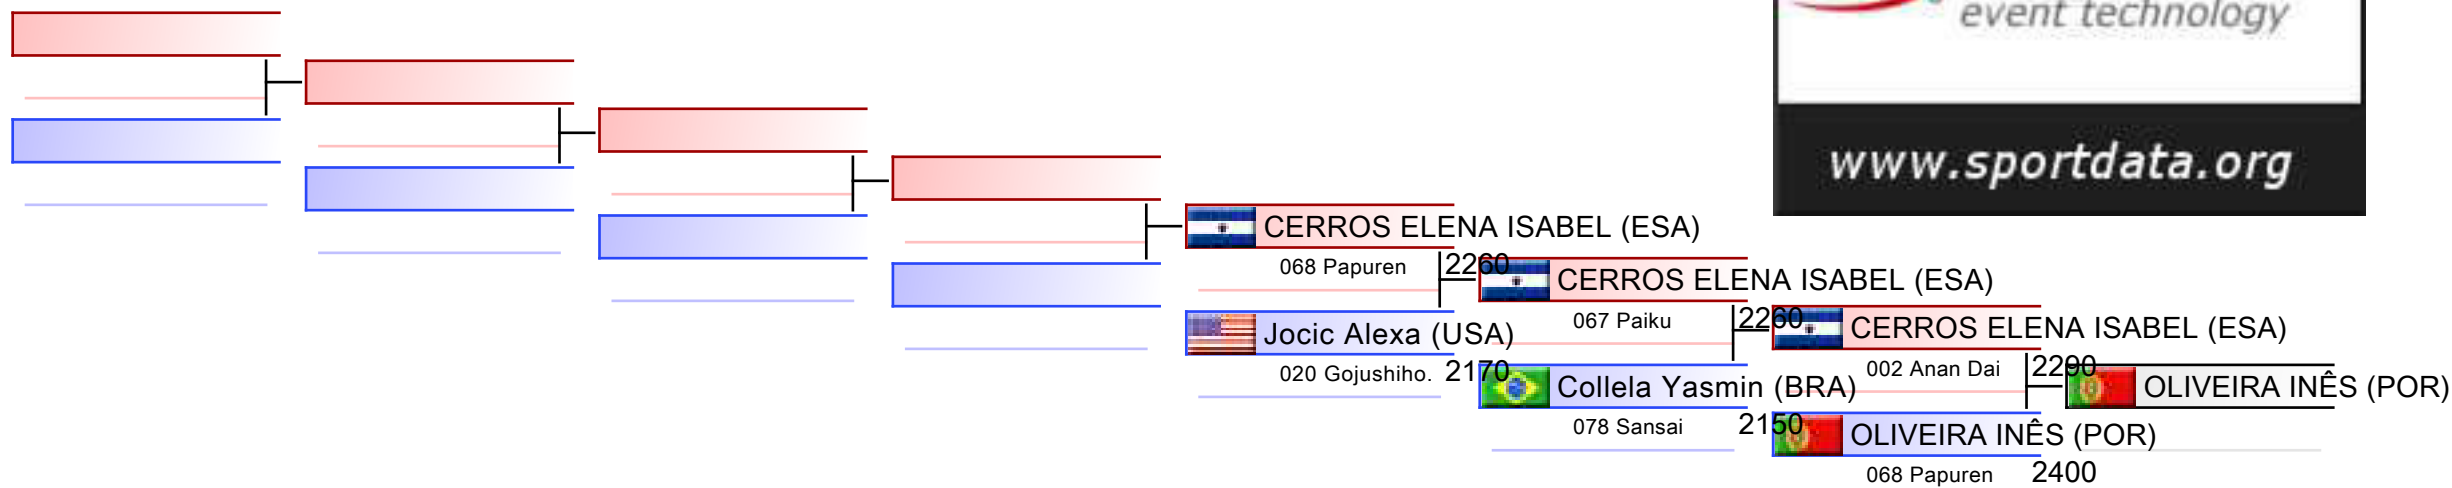 event technology
www.sportdata.org
CERROS ELENA ISABEL (ESA)
068 Papuren 2260
Jocic Alexa (USA)
020 Gojushiho. 2170
CERROS ELENA ISABEL (ESA)
067 Paiku 2260
Collela Yasmin (BRA)
078 Sansai 2150
CERROS ELENA ISABEL (ESA)
002 Anan Dai 2290
OLIVEIRA INÊS (POR)
068 Papuren 2400
OLIVEIRA INÊS (POR)